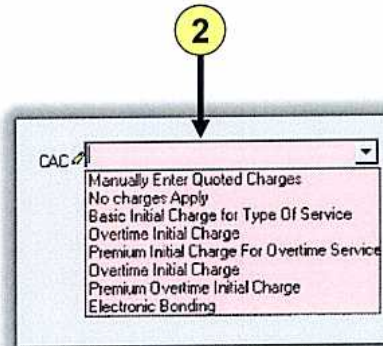 2
CAC
Manually Enter Quoted Charges
No charges Apply
Basic Initial Charge for Type Of Service
Overtime Initial Charge
Premium Initial Charge For Overtime Service
Overtime Initial Charge
Premium Overtime Initial Charge
Electronic Bonding